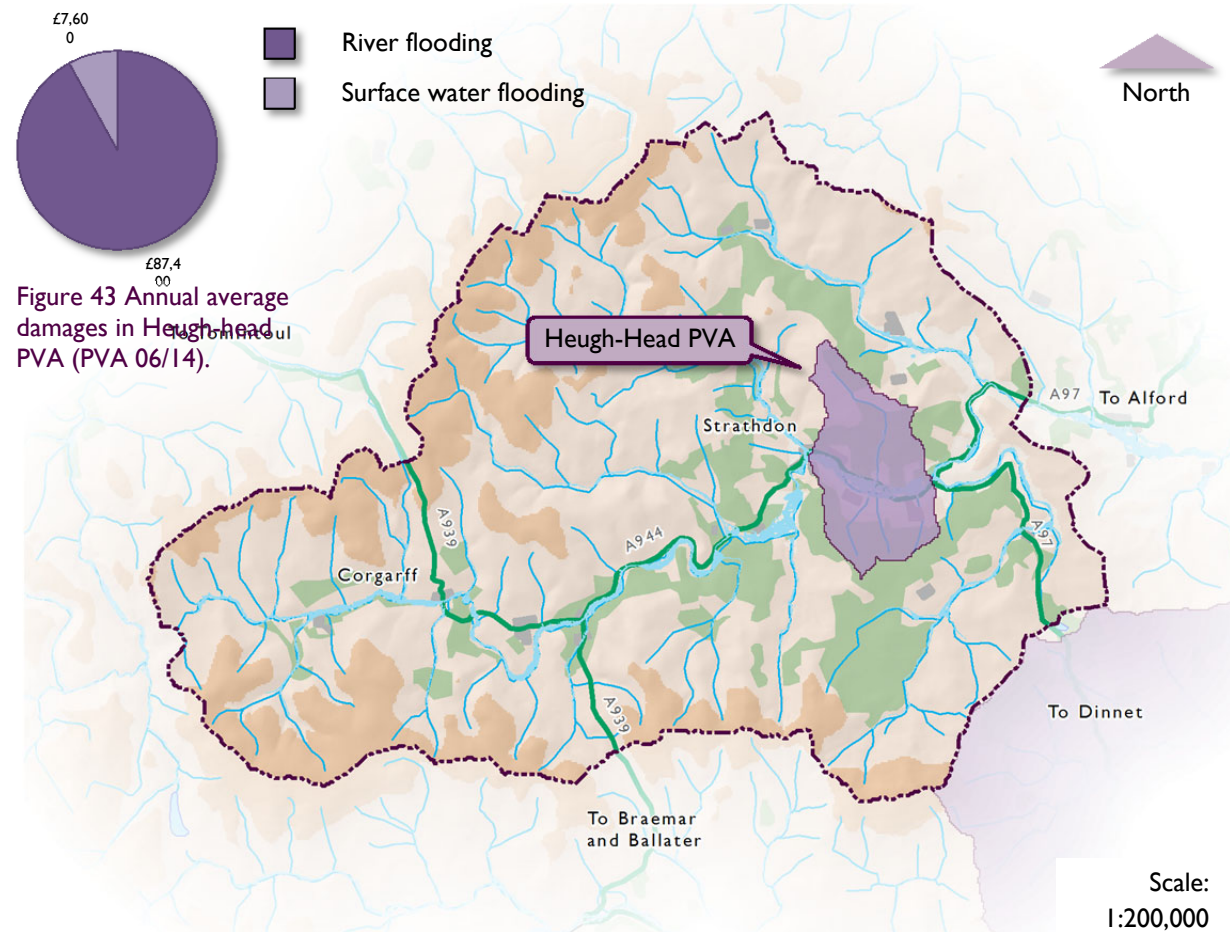 £7,60
0
River flooding
Surface water flooding
North
£87,4
00
Figure 43 Annual average
damages in Heugh-head
PVA (PVA 06/14).
To Tomintoul
Heugh-Head PVA
A97
To Alford
Strathdon
A939
A944
A97
Corgarff
A939
To Dinnet
To Braemar
and Ballater
Scale:
1:200,000